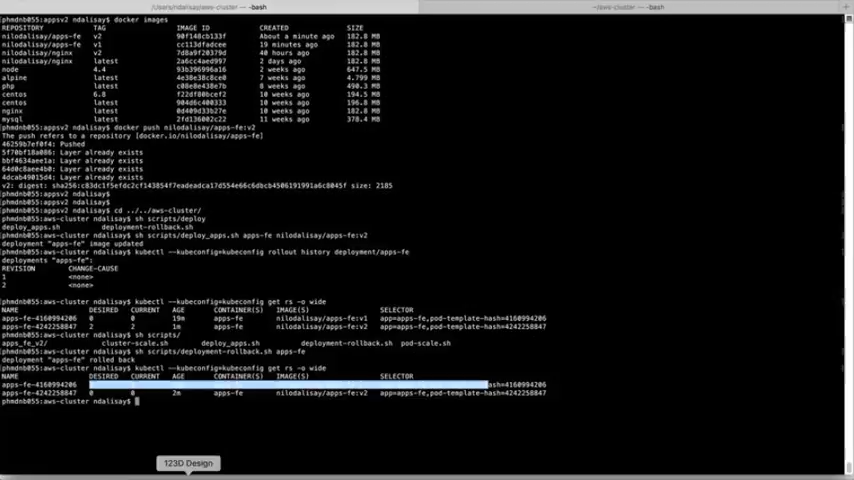 /Users/ndalisay/aws-cluster — -bash
~/aws-cluster — -bash
phmdnb055:appsv2 ndalisay$ docker images
REPOSITORY TAG IMAGE ID CREATED SIZE
nilodalisay/apps-fe v2 90f148cb133f About a minute ago 182.8 MB
nilodalisay/apps-fe v1 cc113dfadcee 19 minutes ago 182.8 MB
nilodalisay/nginx v2 7d8a9f20379d 40 hours ago 182.8 MB
nilodalisay/nginx latest 2a6cc4aed997 2 days ago 182.8 MB
node 4.4 93b396996a16 2 weeks ago 647.5 MB
alpine latest 4e38e38c8ce0 2 weeks ago 4.799 MB
php latest c08e8e438e7b 8 weeks ago 490.3 MB
centos 6.8 f22df80bcef2 10 weeks ago 194.5 MB
centos latest 904d6c400333 10 weeks ago 196.8 MB
nginx latest 0d409d33b27e 10 weeks ago 182.8 MB
mysql latest 2fd136002c22 11 weeks ago 378.4 MB
phmdnb055:appsv2 ndalisay$ docker push nilodalisay/apps-fe:v2
The push refers to a repository [docker.io/nilodalisay/apps-fe]
46259b7ef0f4: Pushed
5f70bf18a086: Layer already exists
bbf4634aee1a: Layer already exists
64d0c8aee4b0: Layer already exists
4dcab49015d4: Layer already exists
v2: digest: sha256:c83dc1f5efdc2cf143854f7eadeadca17d554e66c6dbcb4506191991a6c8045f size: 2185
phmdnb055:appsv2 ndalisay$
phmdnb055:appsv2 ndalisay$ cd ../../aws-cluster/
phmdnb055:aws-cluster ndalisay$ sh scripts/deploy
deploy_apps.sh deployment-rollback.sh
phmdnb055:aws-cluster ndalisay$ sh scripts/deploy_apps.sh apps-fe nilodalisay/apps-fe:v2
deployment "apps-fe" image updated
phmdnb055:aws-cluster ndalisay$ kubectl --kubeconfig=kubeconfig rollout history deployment/apps-fe
deployments "apps-fe":
REVISION CHANGE-CAUSE
1 <none>
2 <none>
phmdnb055:aws-cluster ndalisay$ kubectl --kubeconfig=kubeconfig get rs -o wide
NAME DESIRED CURRENT AGE CONTAINER(S) IMAGE(S) SELECTOR
apps-fe-4160994206 0 0 19m apps-fe nilodalisay/apps-fe:v1 app=apps-fe,pod-template-hash=4160994206
apps-fe-4242258847 2 2 1m apps-fe nilodalisay/apps-fe:v2 app=apps-fe,pod-template-hash=4242258847
phmdnb055:aws-cluster ndalisay$ sh scripts/
apps_fe_v2/ cluster-scale.sh deploy_apps.sh deployment-rollback.sh pod-scale.sh
phmdnb055:aws-cluster ndalisay$ sh scripts/deployment-rollback.sh apps-fe
deployment "apps-fe" rolled back
phmdnb055:aws-cluster ndalisay$ kubectl --kubeconfig=kubeconfig get rs -o wide
NAME DESIRED CURRENT AGE CONTAINER(S) IMAGE(S) SELECTOR
apps-fe-4160994206 hash=4160994206
apps-fe-4242258847 0 0 2m apps-fe nilodalisay/apps-fe:v2 app=apps-fe,pod-template-hash=4242258847
phmdnb055:aws-cluster ndalisay$
123D Design